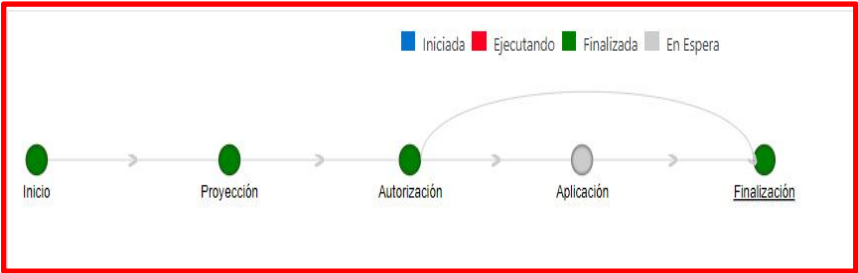 Iniciada Ejecutando Finalizada En Espera
Inicio Proyección Autorización Aplicación Finalización